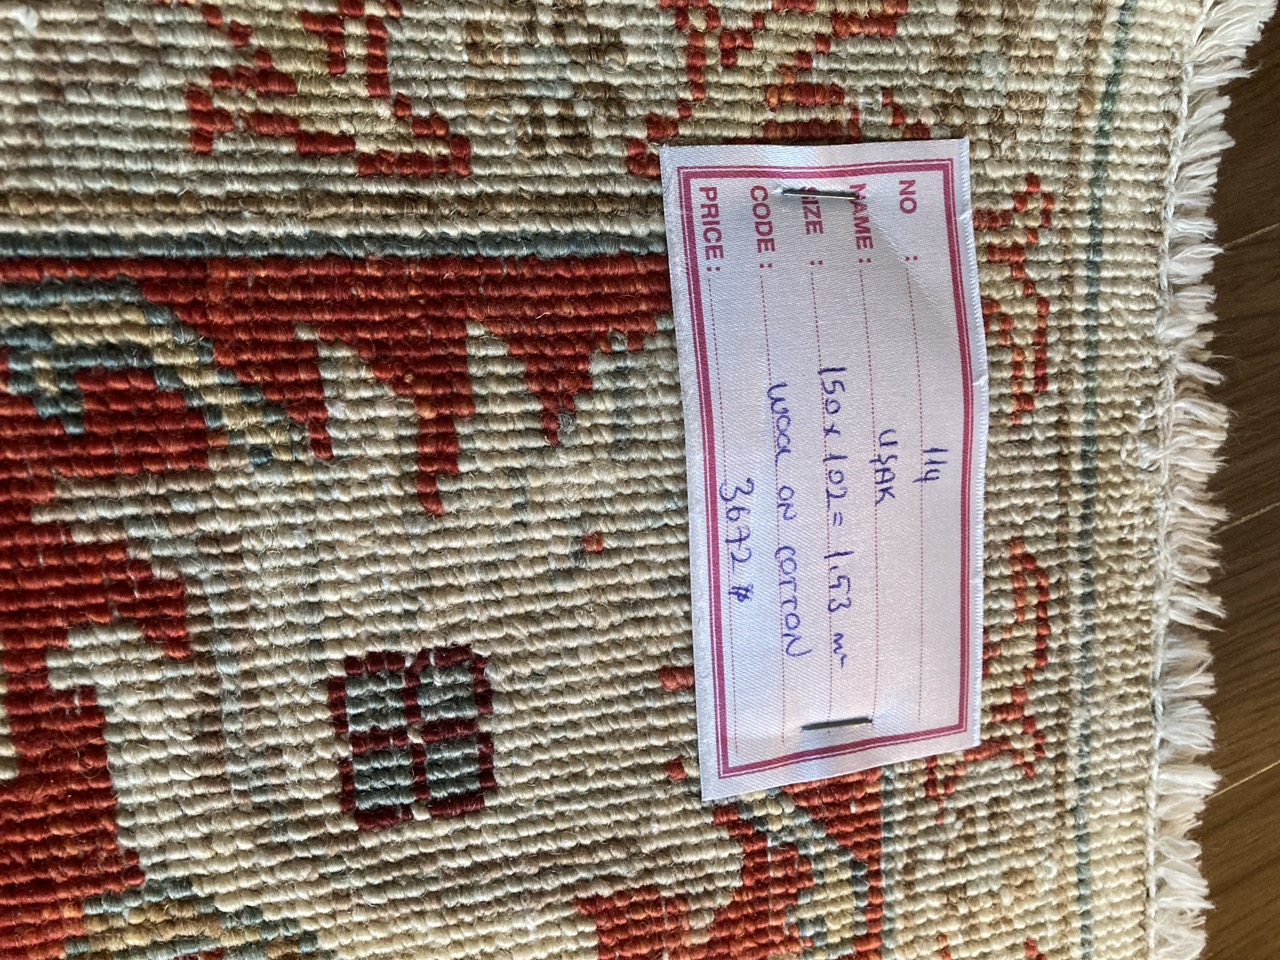 NO : 114
NAME : UŞAK
SIZE : 150 x 102 = 1.53 m²
CODE : WOOL ON COTTON
PRICE : 3672 $